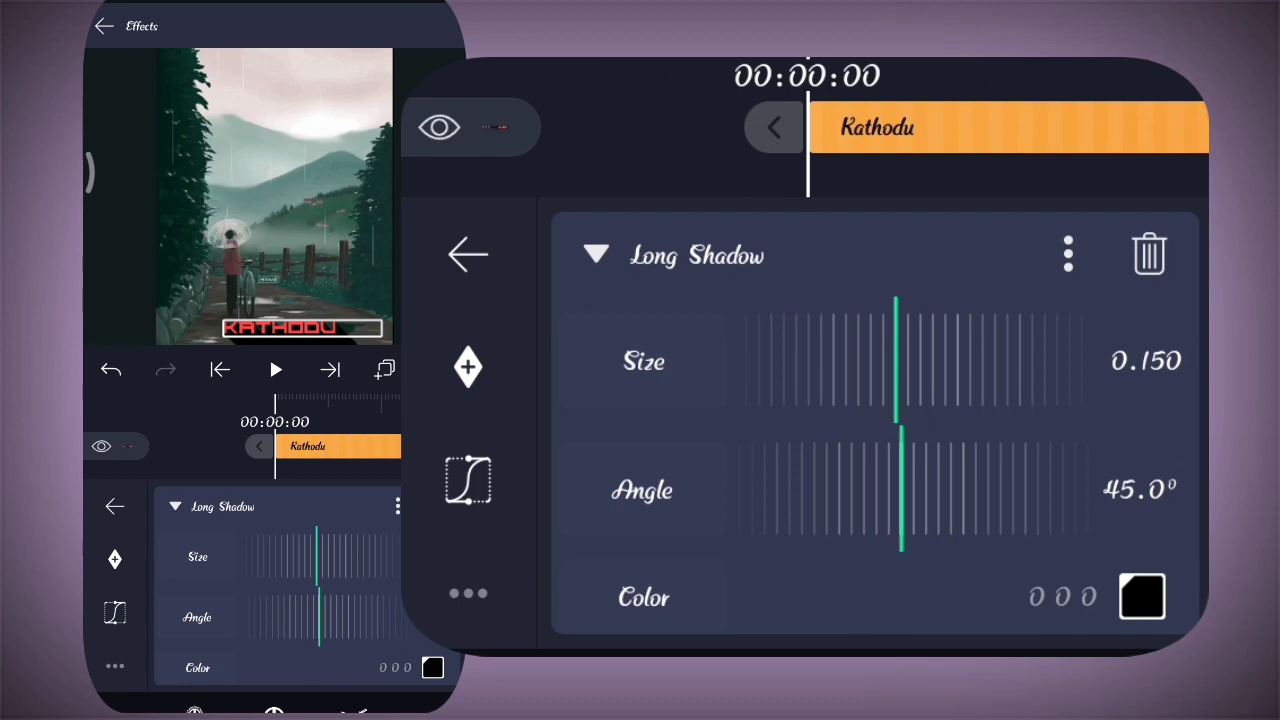 Effects
KATHODU
00:00:00
Kathodu
Long Shadow
Size
Angle
Color 0 0 0
00:00:00
Kathodu
Long Shadow
Size 0.150
Angle 45.0º
Color 0 0 0